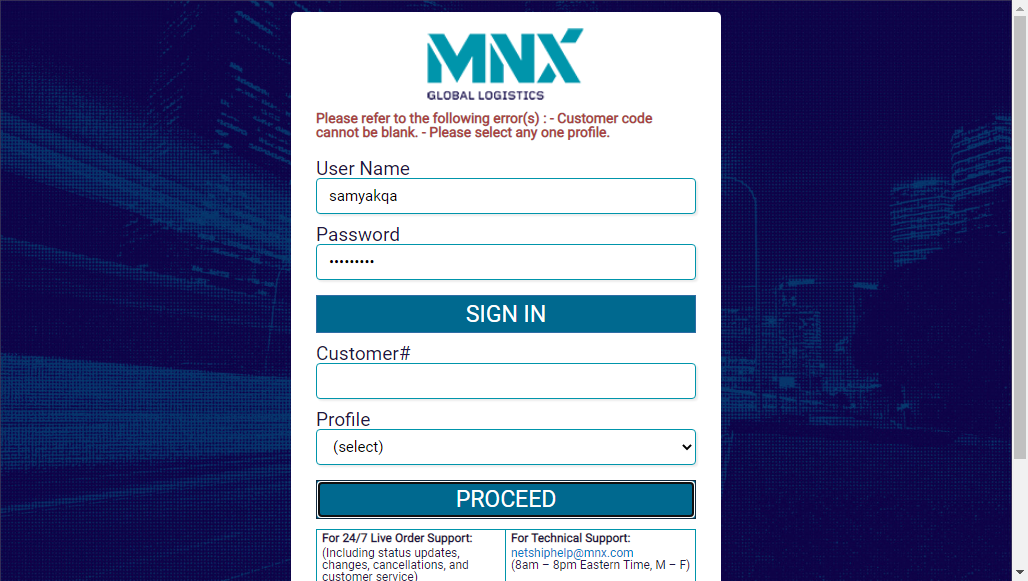 MNX
GLOBAL LOGISTICS
Please refer to the following error(s) : - Customer code
cannot be blank. - Please select any one profile.
User Name
samyakqa
Password
•••••••••
SIGN IN
Customer#
Profile
(select)
PROCEED
For 24/7 Live Order Support:
(Including status updates,
changes, cancellations, and
customer service)
For Technical Support:
netshiphelp@mnx.com
(8am – 8pm Eastern Time, M – F)